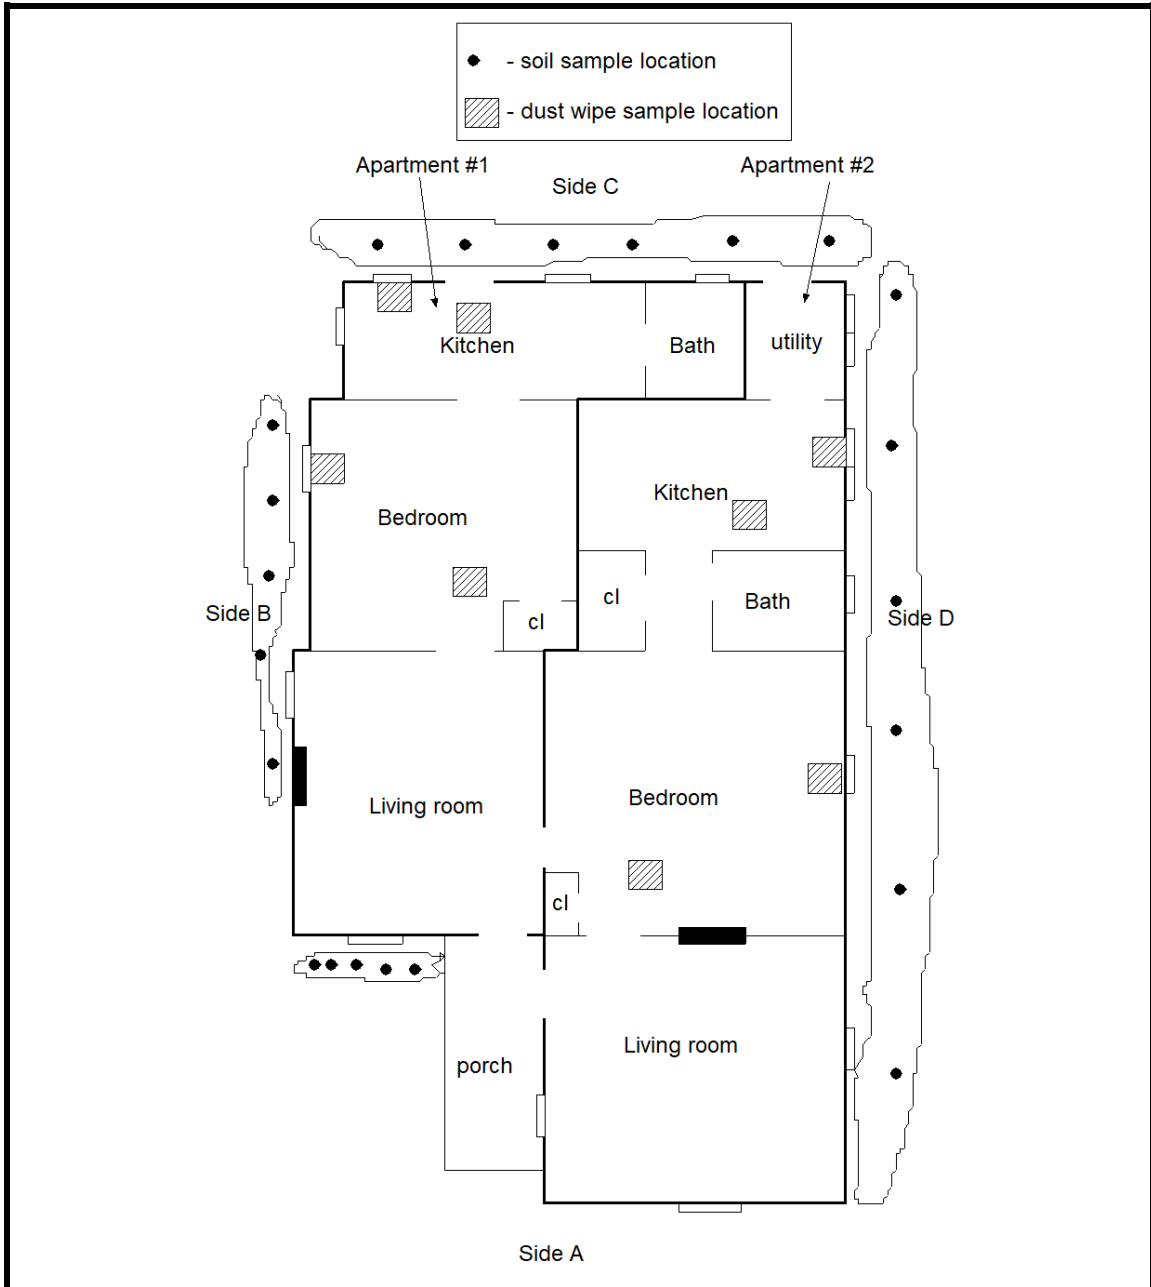 - soil sample location
- dust wipe sample location
Apartment #1
Apartment #2
Side C
Kitchen
Bath
utility
Kitchen
Bedroom
cl
Bath
Side B
cl
Side D
Living room
Bedroom
cl
Living room
porch
Side A